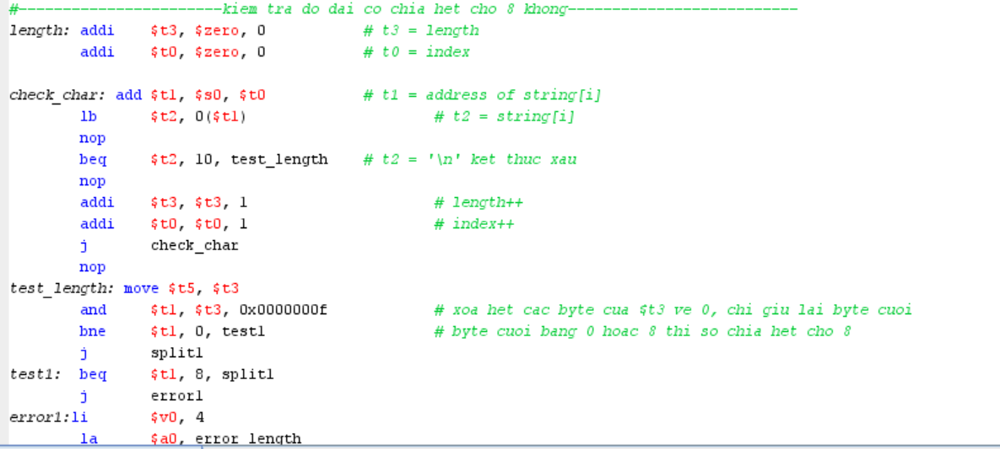 #-----------------------kiem tra do dai co chia het cho 8 khong--------------------------
length: addi $t3, $zero, 0 # t3 = length
addi $t0, $zero, 0 # t0 = index
check_char: add $t1, $s0, $t0 # t1 = address of string[i]
lb $t2, 0($t1) # t2 = string[i]
nop
beq $t2, 10, test_length # t2 = '\n' ket thuc xau
nop
addi $t3, $t3, 1 # length++
addi $t0, $t0, 1 # index++
j check_char
nop
test_length: move $t5, $t3
and $t1, $t3, 0x0000000f # xoa het cac byte cua $t3 ve 0, chi giu lai byte cuoi
bne $t1, 0, test1 # byte cuoi bang 0 hoac 8 thi so chia het cho 8
j split1
test1: beq $t1, 8, split1
j error1
error1:li $v0, 4
la $a0, error_length